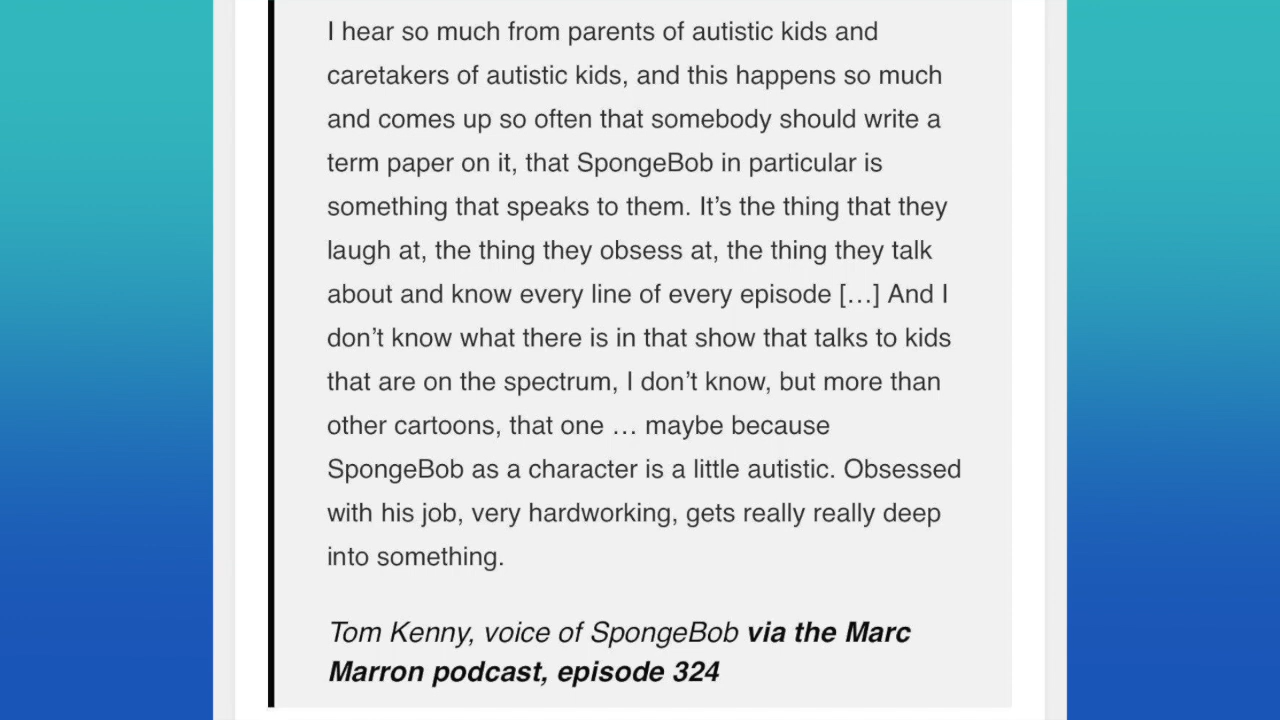 I hear so much from parents of autistic kids and
caretakers of autistic kids, and this happens so much
and comes up so often that somebody should write a
term paper on it, that SpongeBob in particular is
something that speaks to them. It’s the thing that they
laugh at, the thing they obsess at, the thing they talk
about and know every line of every episode […] And I
don’t know what there is in that show that talks to kids
that are on the spectrum, I don’t know, but more than
other cartoons, that one … maybe because
SpongeBob as a character is a little autistic. Obsessed
with his job, very hardworking, gets really really deep
into something.
Tom Kenny, voice of SpongeBob via the Marc
Marron podcast, episode 324